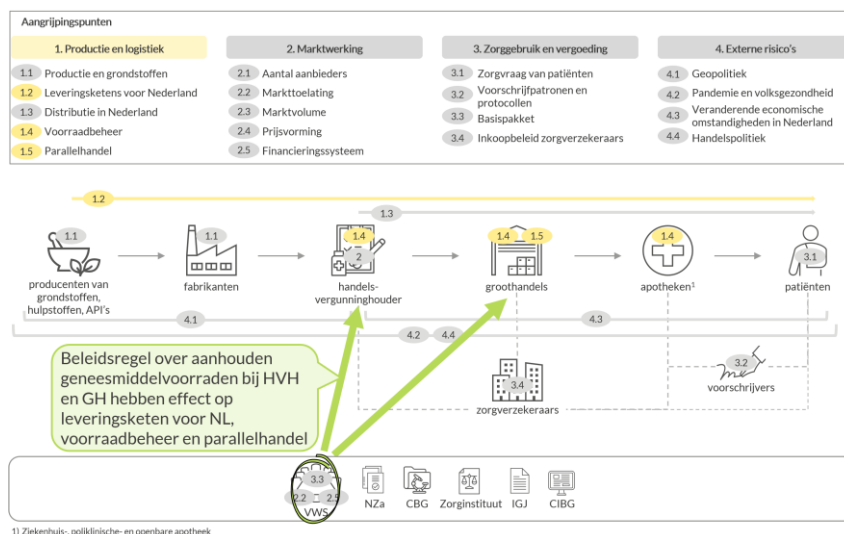 Aangrijpingspunten
1. Productie en logistiek
1.1 Productie en grondstoffen
1.2 Leveringsketens voor Nederland
1.3 Distributie in Nederland
1.4 Voorraadbeheer
1.5 Parallelhandel
2. Marktwerking
2.1 Aantal aanbieders
2.2 Markttoelating
2.3 Marktvolume
2.4 Prijsvorming
2.5 Financieringssysteem
3. Zorggebruik en vergoeding
3.1 Zorgvraag van patiënten
3.2 Voorschrijfpatronen en
protocollen
3.3 Basispakket
3.4 Inkoopbeleid zorgverzekeraars
4. Externe risico's
4.1 Geopolitiek
4.2 Pandemie en volksgezondheid
4.3 Veranderende economische
omstandigheden in Nederland
4.4 Handelspolitiek
1.2
1.3
1.1
1.1
1.4
2
1.4 1.5
1.4
3.1
producenten van
grondstoffen,
hulpstoffen, API's
fabrikanten
handels-
vergunninghouder
groothandels
apotheken¹
patiënten
4.1
4.2 4.4
4.3
Beleidsregel over aanhouden
geneesmiddelvoorraden bij HVH
en GH hebben effect op
leveringsketen voor NL,
voorraadbeheer en parallelhandel
3.4
zorgverzekeraars
3.2
voorschrijvers
3.3
2.2 2.5
VWS
NZa
CBG
Zorginstituut
IGJ
CIBG
1) Ziekenhuis-, poliklinische- en openbare apotheek